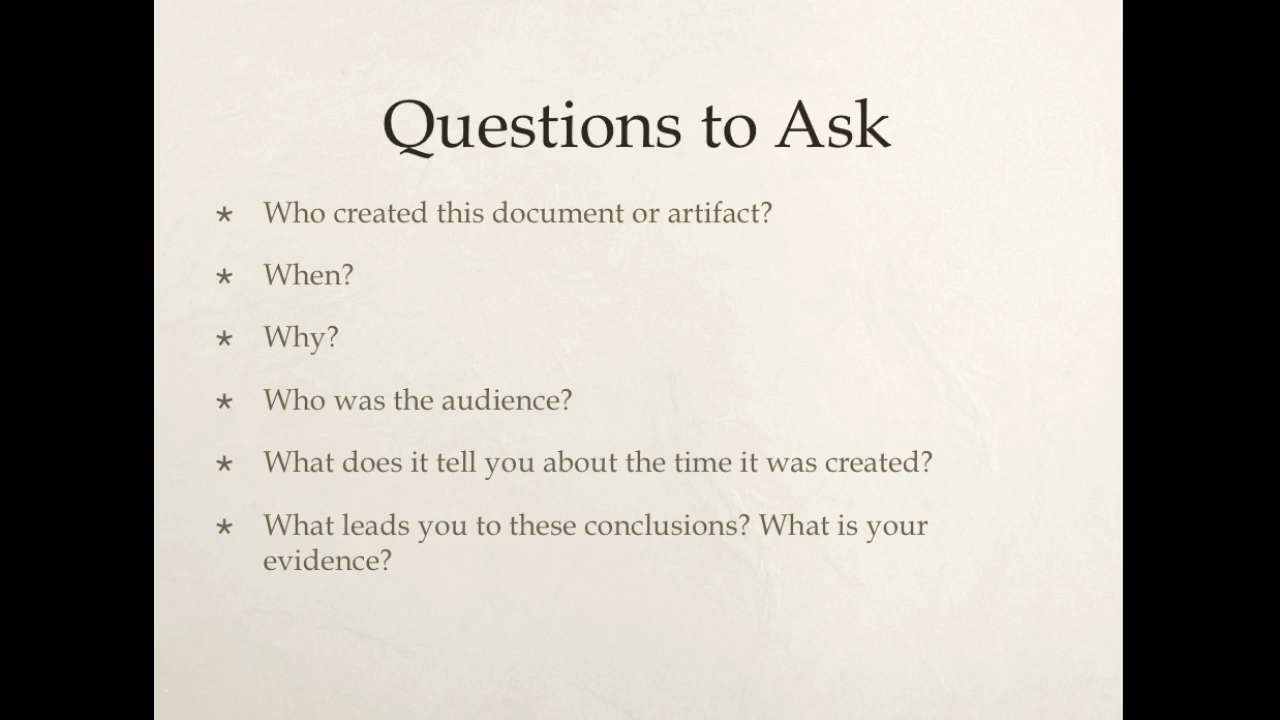 Questions to Ask
* Who created this document or artifact?
* When?
* Why?
* Who was the audience?
* What does it tell you about the time it was created?
* What leads you to these conclusions? What is your
evidence?